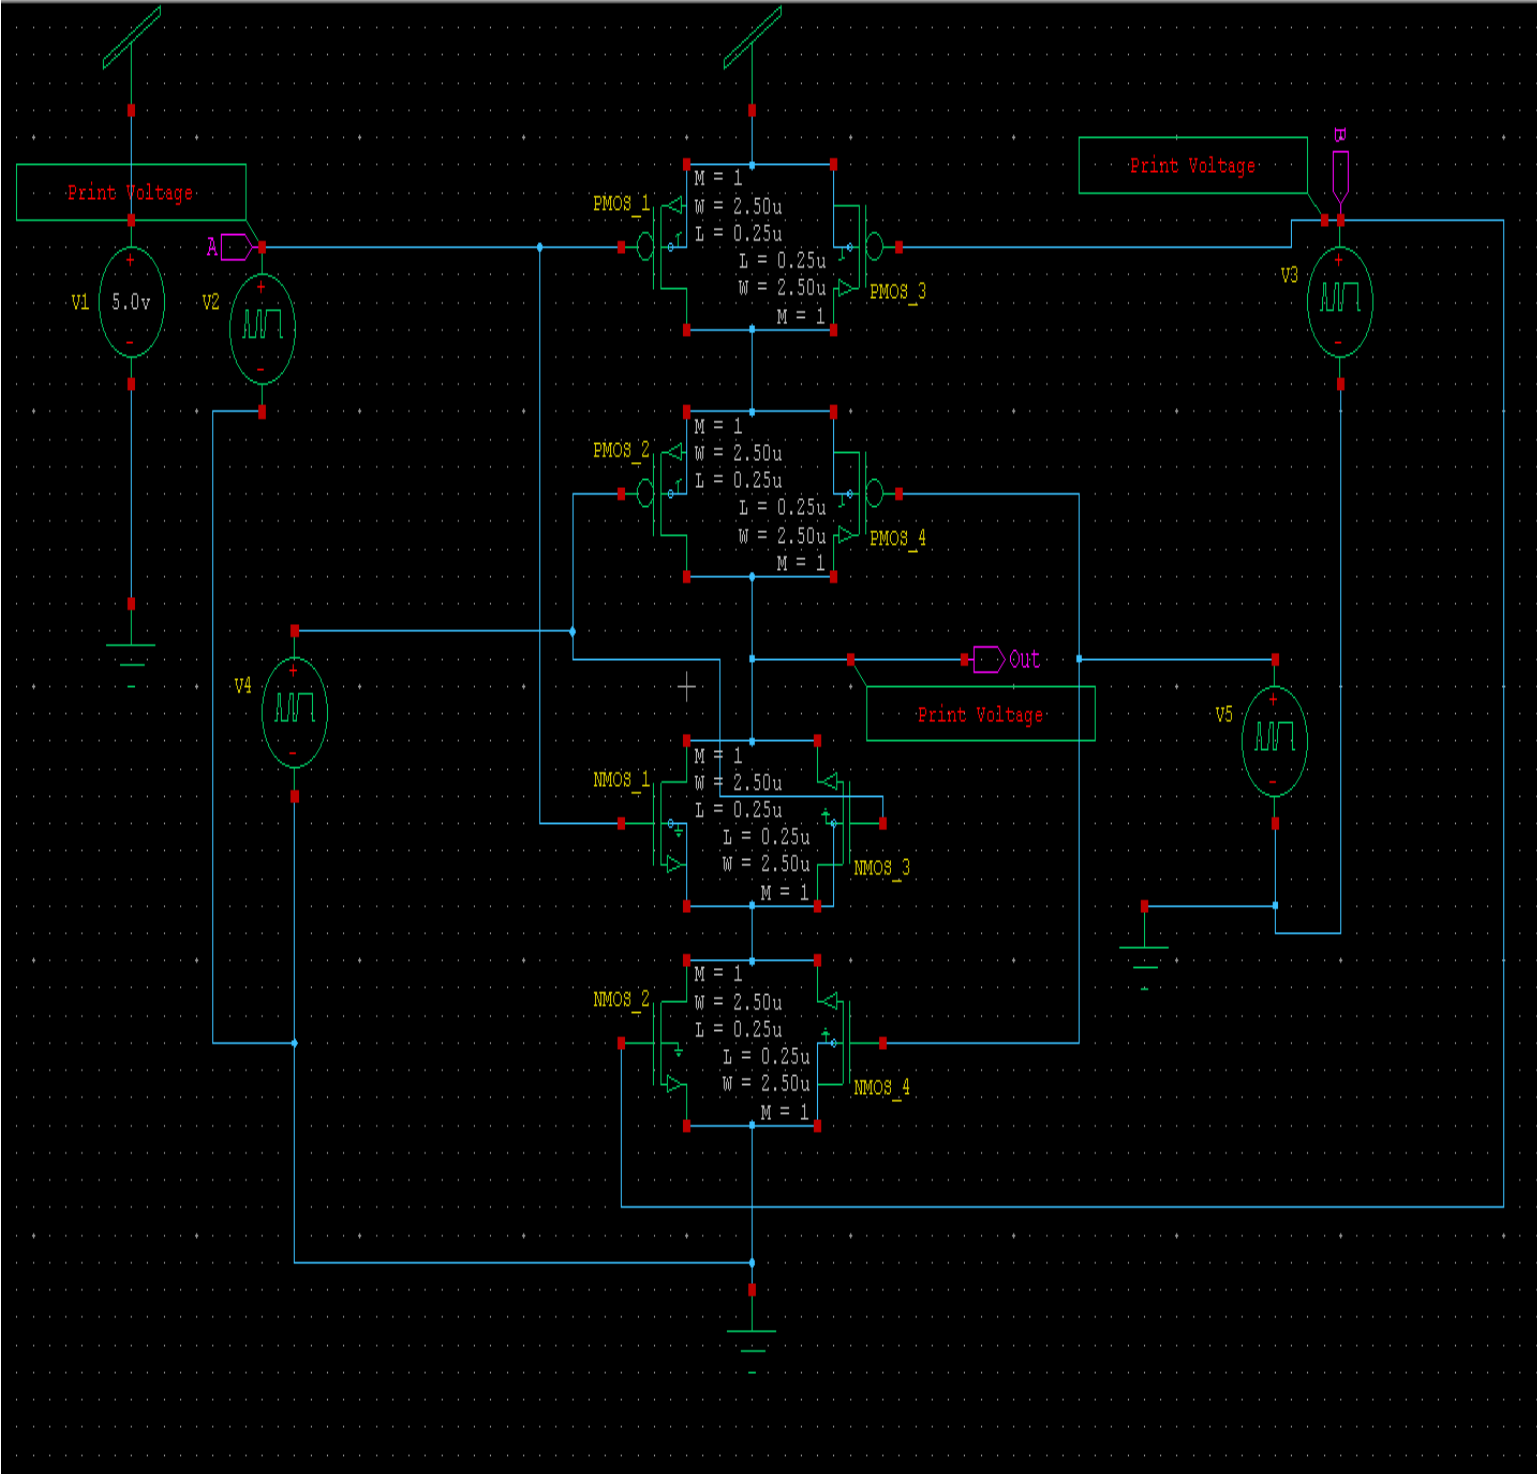 B
Print Voltage
Print Voltage
PMOS_1
M = 1
W = 2.50u
L = 0.25u
L = 0.25u
W = 2.50u
M = 1
PMOS_3
A
V1
5.0v
V2
V3
+
-
+
-
+
-
PMOS_2
M = 1
W = 2.50u
L = 0.25u
L = 0.25u
W = 2.50u
M = 1
PMOS_4
Out
V4
+
-
Print Voltage
V5
+
-
NMOS_1
M = 1
W = 2.50u
L = 0.25u
L = 0.25u
W = 2.50u
M = 1
NMOS_3
NMOS_2
M = 1
W = 2.50u
L = 0.25u
L = 0.25u
W = 2.50u
M = 1
NMOS_4